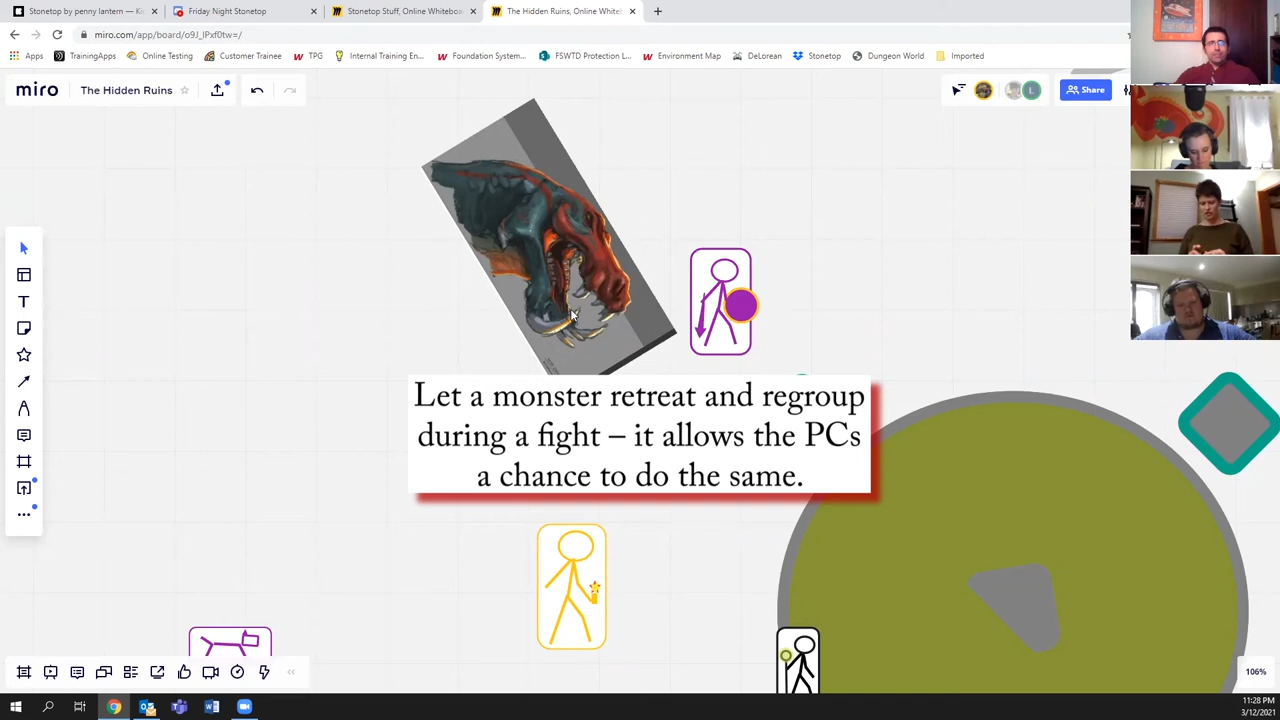 Stonetop by penny lantern — Ki
Friday Night Stonetop
Stonetop Stuff, Online Whiteboa
The Hidden Ruins, Online Whiteb
miro.com/app/board/o9J_lPxf0tw=/
Apps
TrainingApps
Online Testing
Customer Trainee
TPG
Internal Training En...
Foundation System...
FSWTD Protection L...
Environment Map
DeLorean
Stonetop
Dungeon World
Imported
miro
The Hidden Ruins
L
Share
Let a monster retreat and regroup
during a fight – it allows the PCs
a chance to do the same.
106%
11:28 PM
3/12/2021